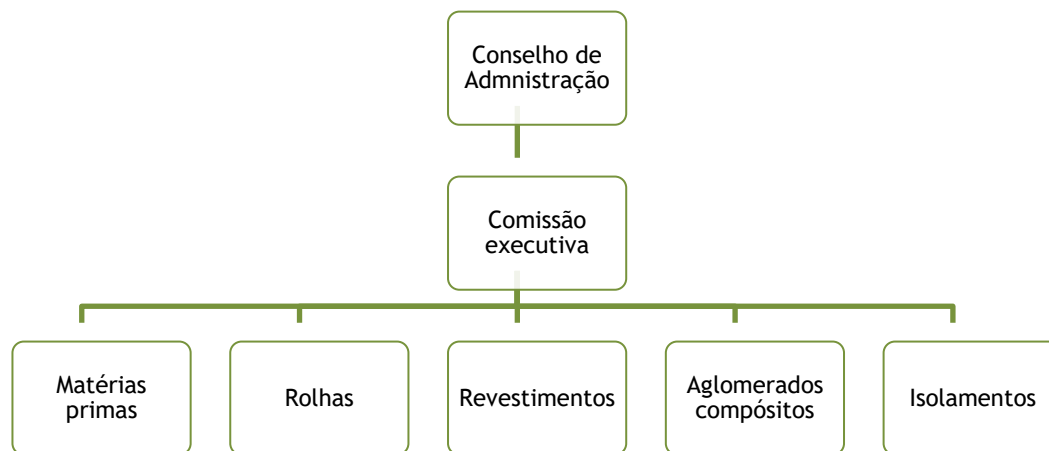 Conselho de
Admnistração
Comissão
executiva
Matérias
primas
Rolhas
Revestimentos
Aglomerados
compósitos
Isolamentos